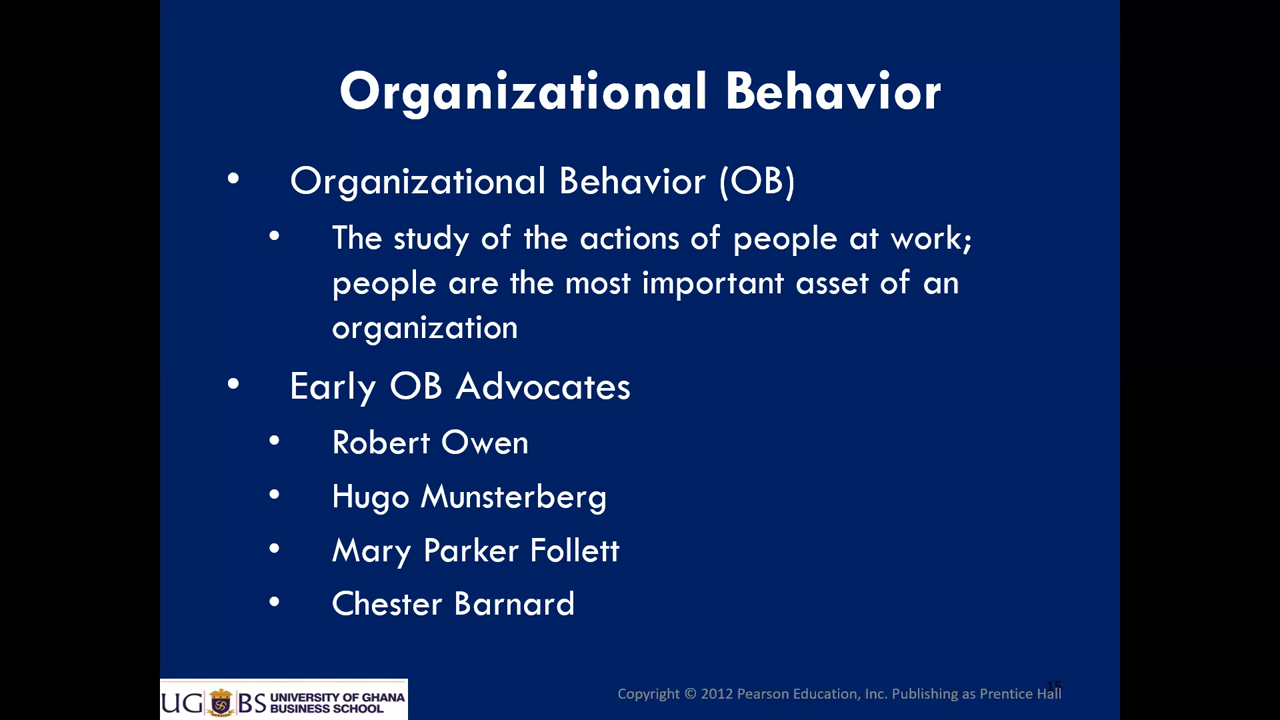 Organizational Behavior
• Organizational Behavior (OB)
• The study of the actions of people at work;
people are the most important asset of an
organization
• Early OB Advocates
• Robert Owen
• Hugo Munsterberg
• Mary Parker Follett
• Chester Barnard
UGBS UNIVERSITY OF GHANA
BUSINESS SCHOOL
15
Copyright © 2012 Pearson Education, Inc. Publishing as Prentice Hall